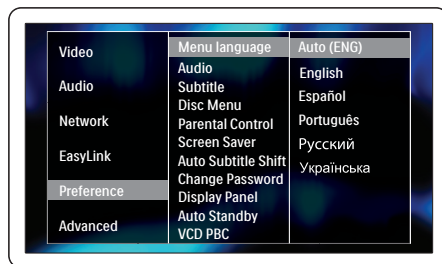 Video
Audio
Network
EasyLink
Preference
Advanced
Menu language
Audio
Subtitle
Disc Menu
Parental Control
Screen Saver
Auto Subtitle Shift
Change Password
Display Panel
Auto Standby
VCD PBC
Auto (ENG)
English
Español
Português
Русский
Українська